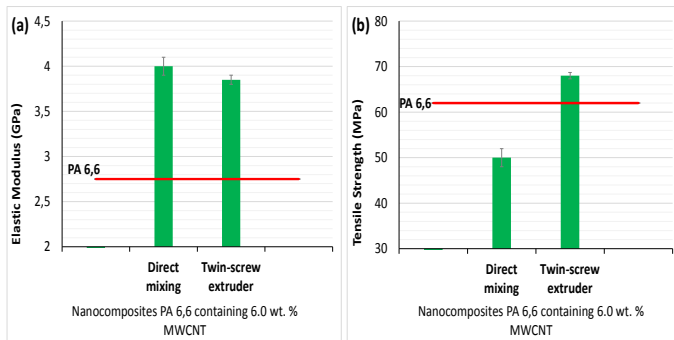 (a)
Elastic Modulus (GPa)
4,5
4
3,5
3
2,5
2
PA 6,6
Direct mixing
Twin-screw extruder
Nanocomposites PA 6,6 containing 6.0 wt. %
MWCNT
(b)
Tensile Strength (MPa)
80
70
60
50
40
30
PA 6,6
Direct mixing
Twin-screw extruder
Nanocomposites PA 6,6 containing 6.0 wt. %
MWCNT